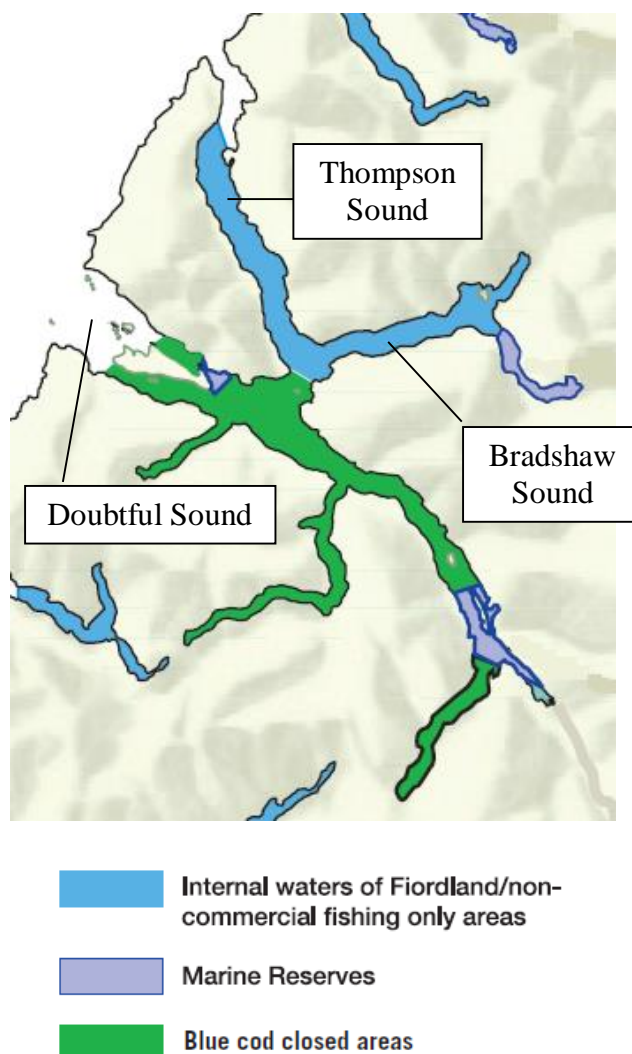 Thompson
Sound
Bradshaw
Sound
Doubtful Sound
Internal waters of Fiordland/non-
commercial fishing only areas
Marine Reserves
Blue cod closed areas